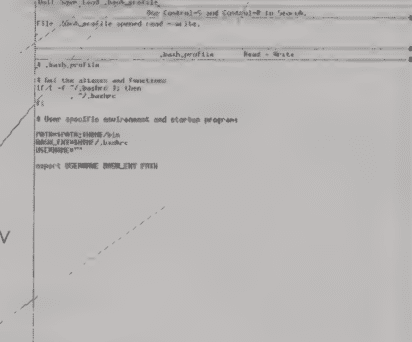 Use Control-S and Control-R to Search.
File .bash_profile opened read - write.
.bash_profile Read - Write
# .bash_profile
# Get the aliases and functions
if [ -f ~/.bashrc ]; then
. ~/.bashrc
fi
# User specific environment and startup programs
PATH=$PATH:$HOME/bin
BASH_ENV=$HOME/.bashrc
USERNAME=""
export USERNAME BASH_ENV PATH